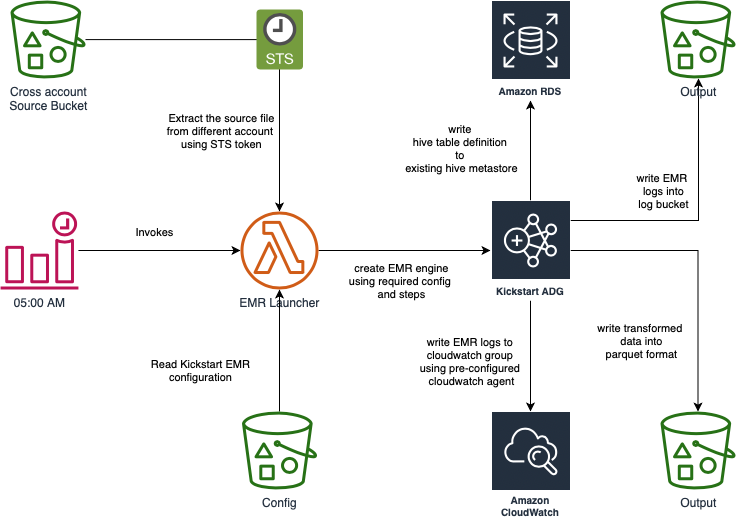 STS
Cross account
Source Bucket
Amazon RDS
Output
Extract the source file
from different account
using STS token
write
hive table definition
to
existing hive metastore
write EMR
logs into
log bucket
Invokes
05:00 AM
EMR Launcher
create EMR engine
using required config
and steps
Kickstart ADG
Read Kickstart EMR
configuration
write EMR logs to
cloudwatch group
using pre-configured
cloudwatch agent
write transformed
data into
parquet format
Config
Amazon
CloudWatch
Output